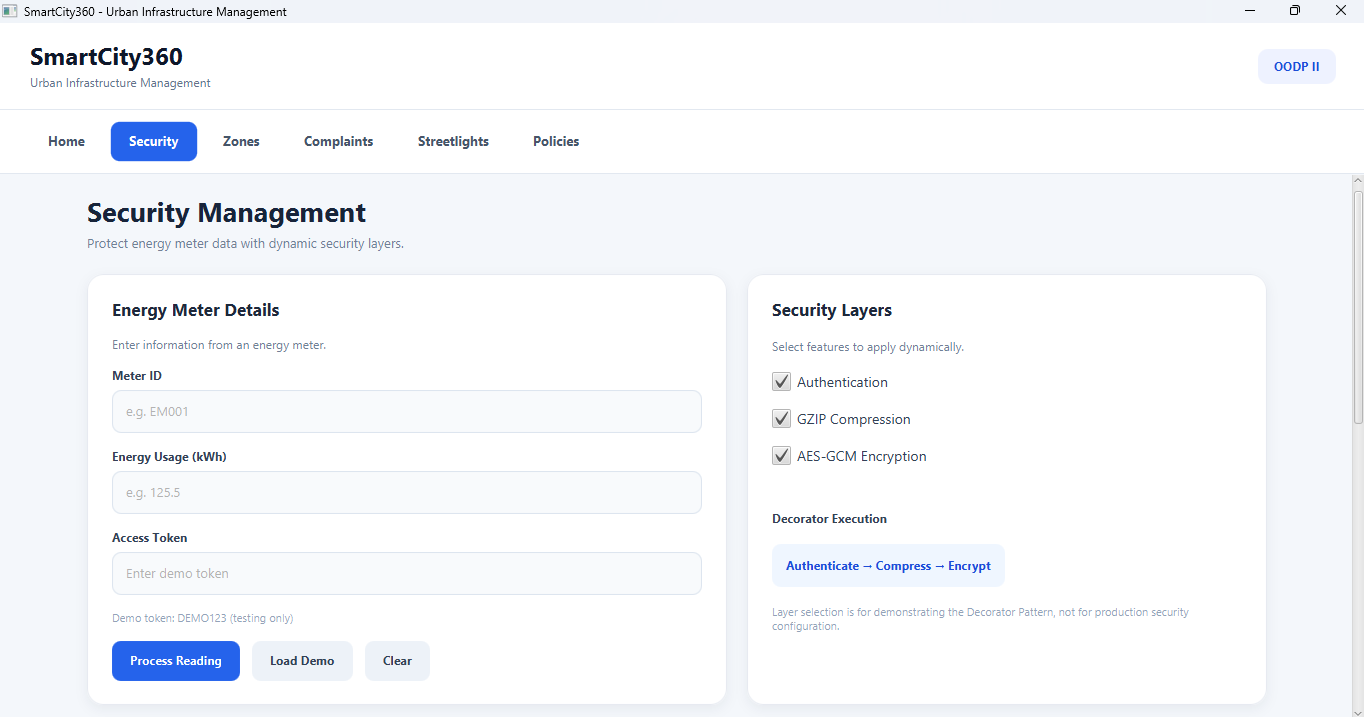 SmartCity360 - Urban Infrastructure Management
SmartCity360
Urban Infrastructure Management
OODP II
Home
Security
Zones
Complaints
Streetlights
Policies
Security Management
Protect energy meter data with dynamic security layers.
Energy Meter Details
Enter information from an energy meter.
Meter ID
e.g. EM001
Energy Usage (kWh)
e.g. 125.5
Access Token
Enter demo token
Demo token: DEMO123 (testing only)
Process Reading
Load Demo
Clear
Security Layers
Select features to apply dynamically.
Authentication
GZIP Compression
AES-GCM Encryption
Decorator Execution
Authenticate → Compress → Encrypt
Layer selection is for demonstrating the Decorator Pattern, not for production security
configuration.